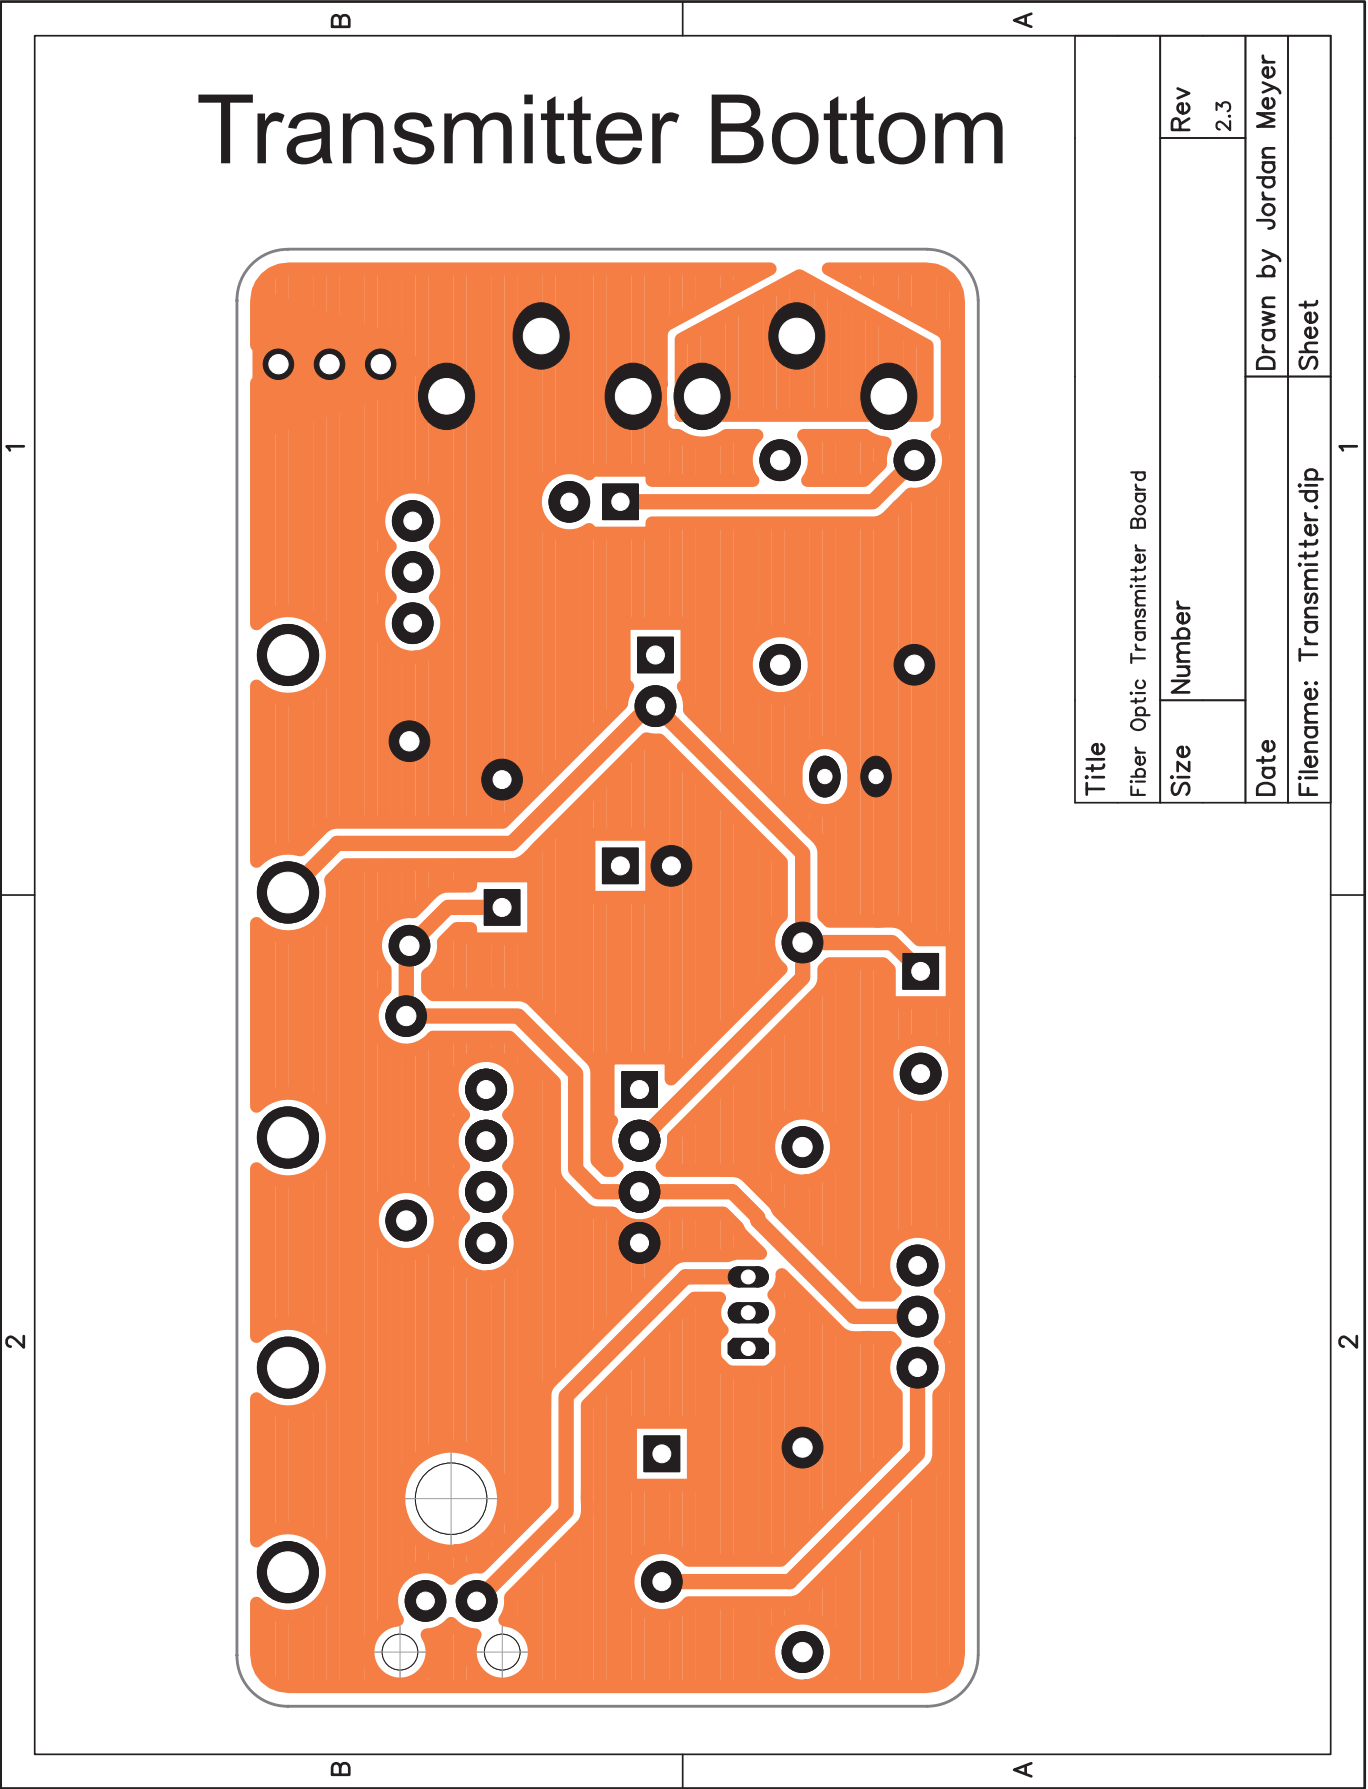 B
A
Transmitter Bottom
1
1
2
2
Title
Fiber Optic Transmitter Board
Size
Number
Rev
2.3
Date
Drawn by Jordan Meyer
Filename: Transmitter.dip
Sheet
B
A